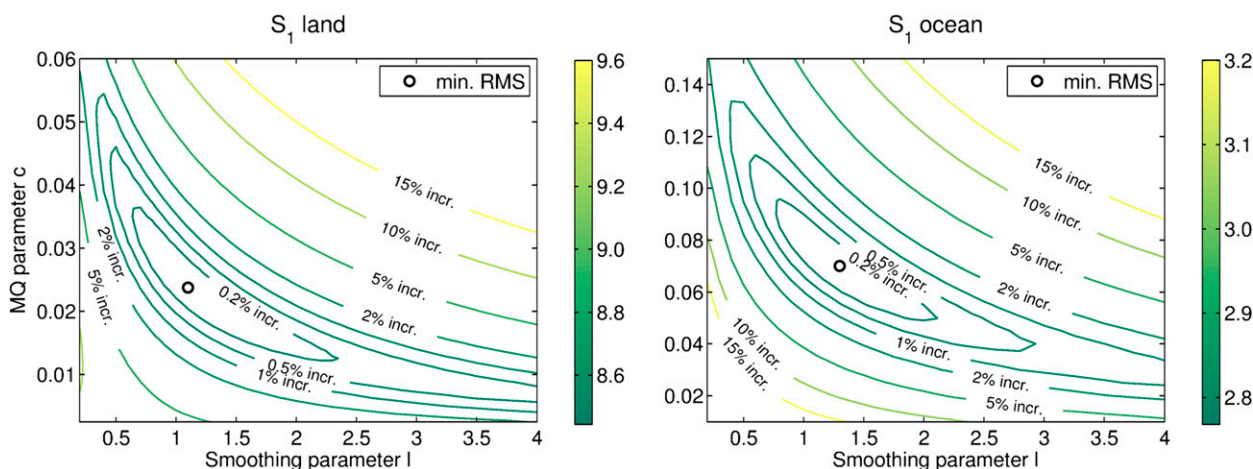 S1 land
MQ parameter c
0.06
0.05
0.04
0.03
0.02
0.01
min. RMS
15% incr.
10% incr.
5% incr.
2% incr.
2% incr.
5% incr.
0.2% incr.
0.5% incr.
1% incr.
0.5
1
1.5
2
2.5
3
3.5
4
Smoothing parameter l
9.6
9.4
9.2
9.0
8.8
8.6
S1 ocean
0.14
0.12
0.10
0.08
0.06
0.04
0.02
min. RMS
15% incr.
10% incr.
5% incr.
2% incr.
0.5% incr.
0.2% incr.
1% incr.
2% incr.
5% incr.
10% incr.
15% incr.
0.5
1
1.5
2
2.5
3
3.5
4
Smoothing parameter l
3.2
3.1
3.0
2.9
2.8